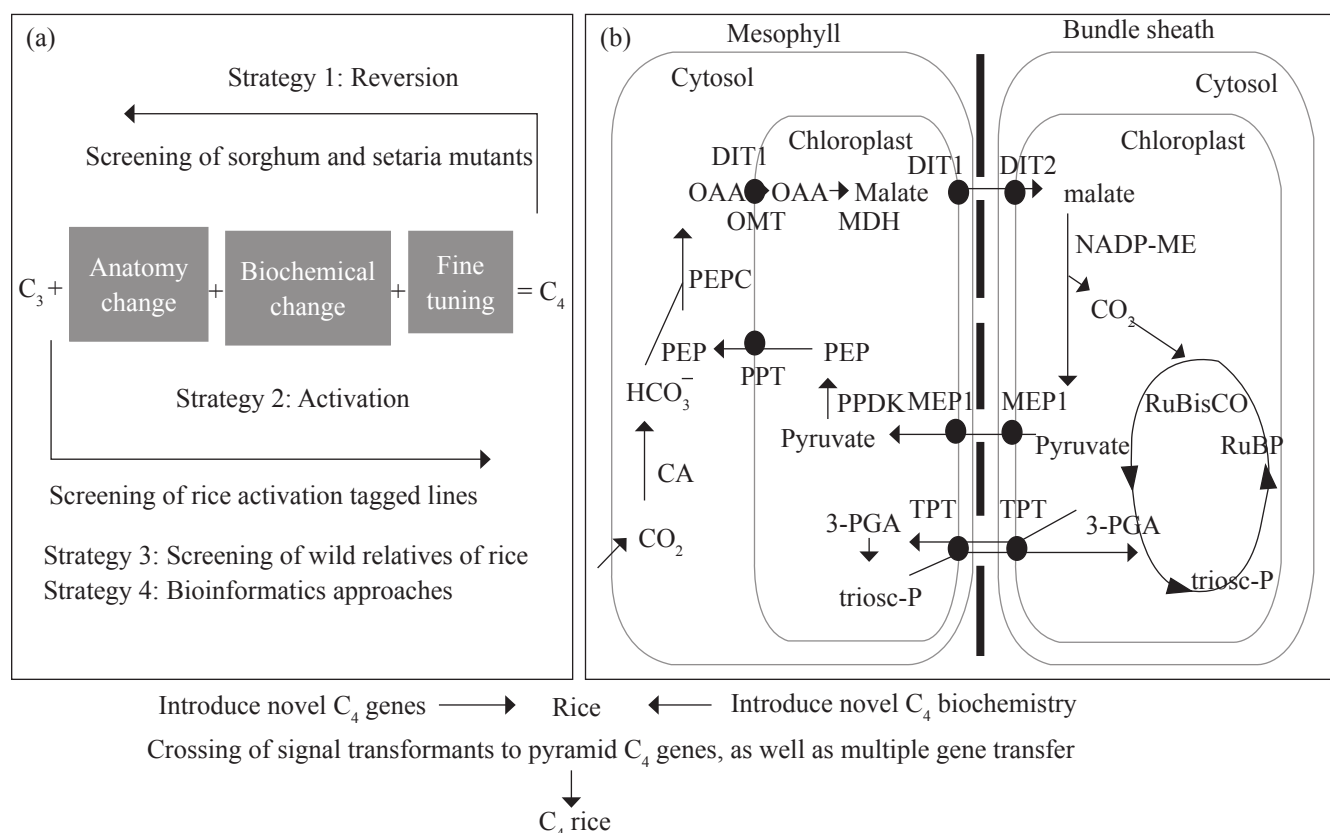 (a)
Strategy 1: Reversion
Screening of sorghum and setaria mutants
C₃ + Anatomy change + Biochemical change + Fine tuning = C₄
Strategy 2: Activation
Screening of rice activation tagged lines
Strategy 3: Screening of wild relatives of rice
Strategy 4: Bioinformatics approaches
(b)
Mesophyll
Bundle sheath
Cytosol
Cytosol
Chloroplast
Chloroplast
DIT1
DIT1
DIT2
OAA
OAA
Malate
malate
OMT
MDH
NADP-ME
PEPC
CO₂
PEP
PEP
PPT
HCO₃⁻
PPDK
MEP1
MEP1
RuBisCO
Pyruvate
Pyruvate
RuBP
CA
3-PGA
TPT
TPT
3-PGA
CO₂
triosc-P
triosc-P
Introduce novel C₄ genes
Rice
Introduce novel C₄ biochemistry
Crossing of signal transformants to pyramid C₄ genes, as well as multiple gene transfer
C₄ rice